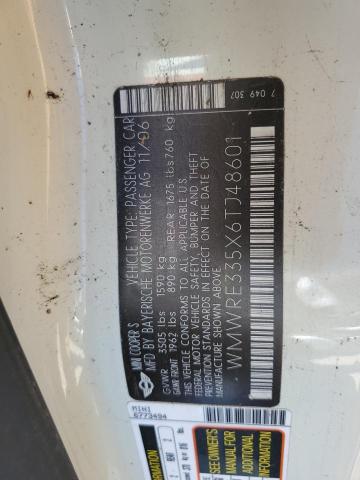 MINI COOPER S
VEHICLE TYPE: PASSENGER CAR
MFD BY BAYERISCHE MOTORENWERKE AG 11/06
GVWR 3505 lbs 1590 kg
GAWR FRONT 1962 lbs 890 kg REAR: 1675 lbs 760 kg
THIS VEHICLE CONFORMS TO ALL APPLICABLE U.S.
FEDERAL MOTOR VEHICLE SAFETY, BUMPER AND
THEFT PREVENTION STANDARDS
IN EFFECT ON THE DATE OF
MANUFACTURE SHOWN ABOVE.
WMWRE335X6TJ48601
7 049 307
MINI
6773494
INFORMATION
SEE OWNER'S
MANUAL FOR
ADDITIONAL
REAR 2